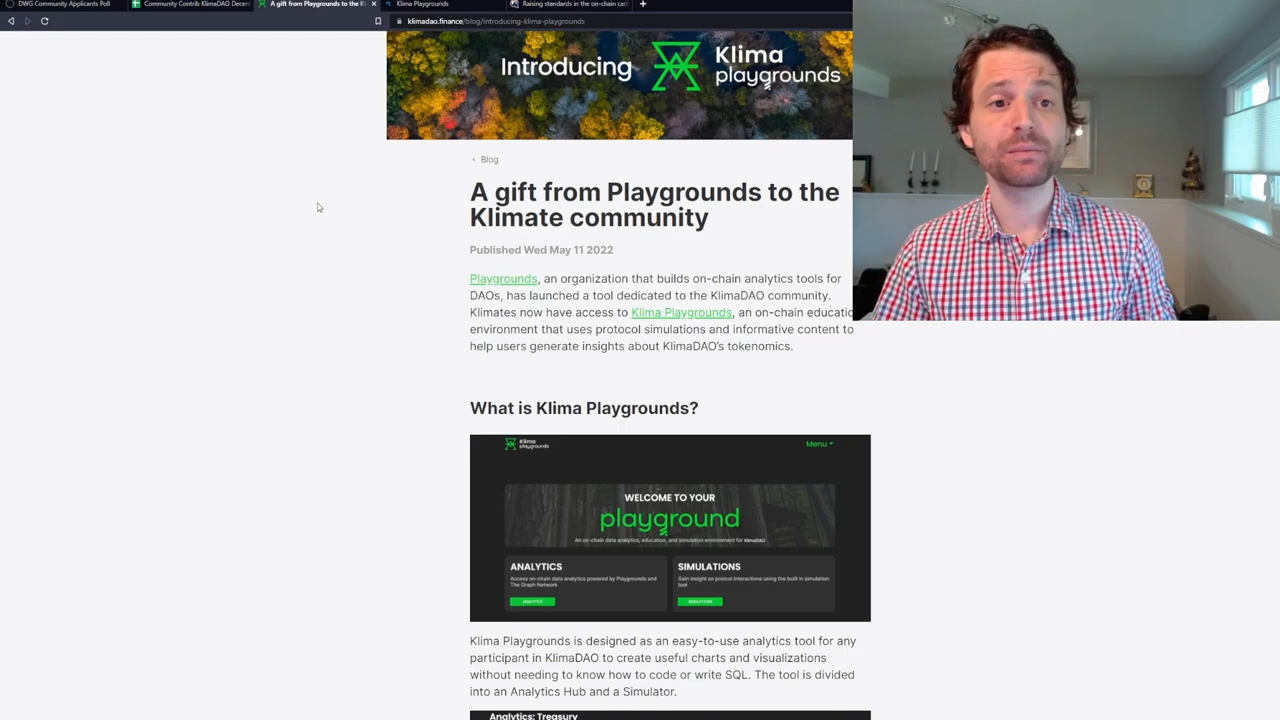 DWG Community Applicants Poll
Community Contrib KlimaDAO Decen
A gift from Playgrounds to the K
Klima Playgrounds
Raising standards in the on-chain carb
klimadao.finance/blog/introducing-klima-playgrounds
Introducing Klima playgrounds
Blog
A gift from Playgrounds to the
Klimate community
Published Wed May 11 2022
Playgrounds, an organization that builds on-chain analytics tools for
DAOs, has launched a tool dedicated to the KlimaDAO community.
Klimates now have access to Klima Playgrounds, an on-chain educatio
environment that uses protocol simulations and informative content to
help users generate insights about KlimaDAO's tokenomics.
What is Klima Playgrounds?
Klima playgrounds
Menu
WELCOME TO YOUR
playground
An on-chain data analytics, education, and simulation environment for KlimaDAO
ANALYTICS
Access on-chain data analytics powered by Playgrounds and
The Graph Network
ANALYTICS
SIMULATIONS
Gain insight on protocol interactions using the built in simulation
tool
SIMULATIONS
Klima Playgrounds is designed as an easy-to-use analytics tool for any
participant in KlimaDAO to create useful charts and visualizations
without needing to know how to code or write SQL. The tool is divided
into an Analytics Hub and a Simulator.
Analytics: Treasury